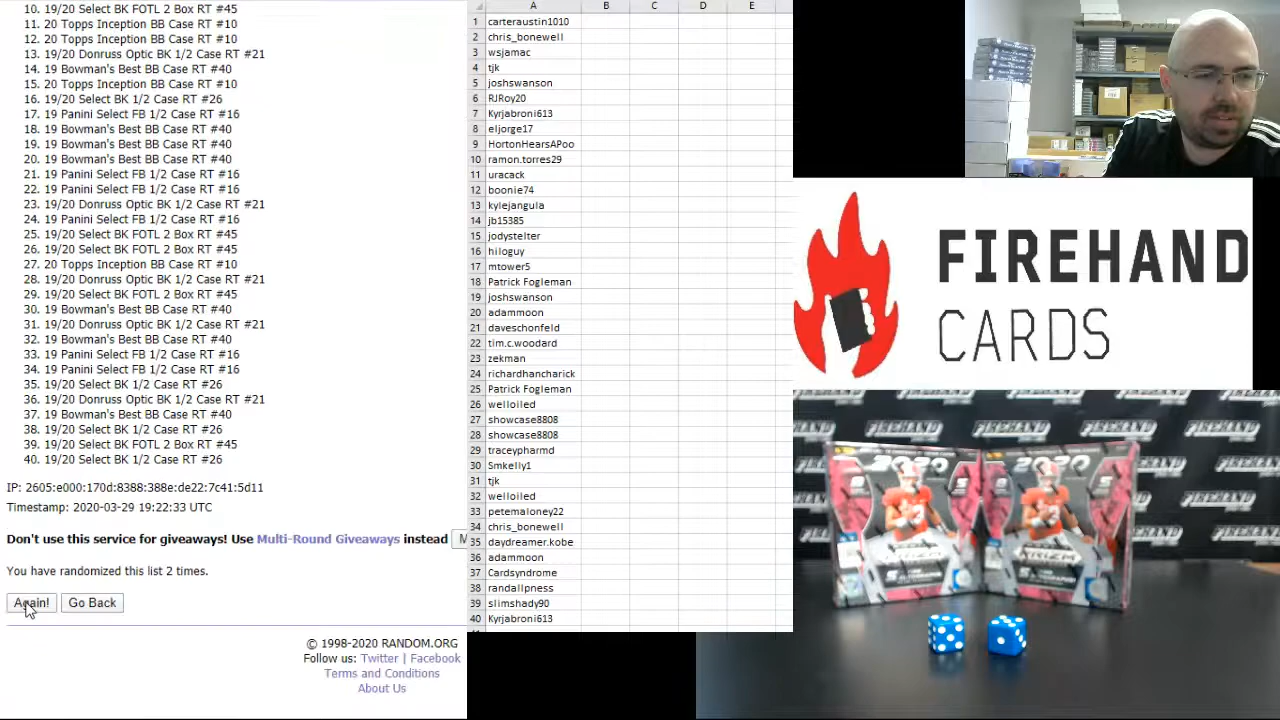 10. 19/20 Select BK FOTL 2 Box RT #45
11. 20 Topps Inception BB Case RT #10
12. 20 Topps Inception BB Case RT #10
13. 19/20 Donruss Optic BK 1/2 Case RT #21
14. 19 Bowman's Best BB Case RT #40
15. 20 Topps Inception BB Case RT #10
16. 19/20 Select BK 1/2 Case RT #26
17. 19 Panini Select FB 1/2 Case RT #16
18. 19 Bowman's Best BB Case RT #40
19. 19 Bowman's Best BB Case RT #40
20. 19 Bowman's Best BB Case RT #40
21. 19 Panini Select FB 1/2 Case RT #16
22. 19 Panini Select FB 1/2 Case RT #16
23. 19/20 Donruss Optic BK 1/2 Case RT #21
24. 19 Panini Select FB 1/2 Case RT #16
25. 19/20 Select BK FOTL 2 Box RT #45
26. 19/20 Select BK FOTL 2 Box RT #45
27. 20 Topps Inception BB Case RT #10
28. 19/20 Donruss Optic BK 1/2 Case RT #21
29. 19/20 Select BK FOTL 2 Box RT #45
30. 19 Bowman's Best BB Case RT #40
31. 19/20 Donruss Optic BK 1/2 Case RT #21
32. 19 Bowman's Best BB Case RT #40
33. 19 Panini Select FB 1/2 Case RT #16
34. 19 Panini Select FB 1/2 Case RT #16
35. 19/20 Select BK 1/2 Case RT #26
36. 19/20 Donruss Optic BK 1/2 Case RT #21
37. 19 Bowman's Best BB Case RT #40
38. 19/20 Select BK 1/2 Case RT #26
39. 19/20 Select BK FOTL 2 Box RT #45
40. 19/20 Select BK 1/2 Case RT #26
IP: 2605:e000:170d:8388:388e:de22:7c41:5d11
Timestamp: 2020-03-29 19:22:33 UTC
Don't use this service for giveaways! Use Multi-Round Giveaways instead
You have randomized this list 2 times.
Again! Go Back
© 1998-2020 RANDOM.ORG
Follow us: Twitter | Facebook
Terms and Conditions
About Us
A B C D E
1 carteraustin1010
2 chris_bonewell
3 wsjamac
4 tjk
5 joshswanson
6 RJRoy20
7 Kyrjabroni613
8 eljorge17
9 HortonHearsAPoo
10 ramon.torres29
11 uracack
12 boonie74
13 kylejangula
14 jb15385
15 jodystelter
16 hiloguy
17 mtower5
18 Patrick Fogleman
19 joshswanson
20 adammoon
21 daveschonfeld
22 tim.c.woodard
23 zekman
24 richardhancharick
25 Patrick Fogleman
26 welloiled
27 showcase8808
28 showcase8808
29 traceypharmd
30 Smkelly1
31 tjk
32 welloiled
33 petemaloney22
34 chris_bonewell
35 daydreamer.kobe
36 adammoon
37 Cardsyndrome
38 randallpness
39 slimshady90
40 Kyrjabroni613
FIREHAND
CARDS
FIREHAND
2020
2020
PRIZM
PRIZM